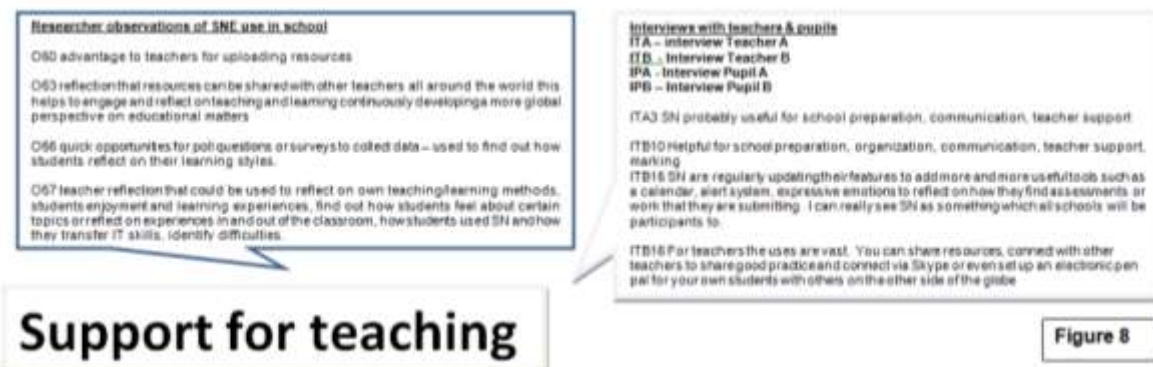 Researcher observations of SNE use in school
O60 advantage to teachers for uploading resources
O63 reflection that resources can be shared with other teachers all around the world this
helps to engage and reflect on teaching and learning continuously developing a more global
perspective on educational matters
O66 quick opportunities for poll questions or surveys to collect data – used to find out how
students reflect on their learning styles.
O67 teacher reflection that could be used to reflect on own teaching/learning methods,
students enjoyment and learning experiences, find out how students feel about certain
topics or reflect on experiences in and out of the classroom, how students used SN and how
they transfer IT skills, identify difficulties.
Support for teaching
Interviews with teachers & pupils
ITA – interview Teacher A
ITB - Interview Teacher B
IPA - Interview Pupil A
IPB – Interview Pupil B
ITA3 SN probably useful for school preparation, communication, teacher support
ITB10 Helpful for school preparation, organization, communication, teacher support,
marking
ITB16 SN are regularly updating their features to add more and more useful tools such as
a calendar, alert system, expressive emotions to reflect on how they find assessments or
work that they are submitting. I can really see SN as something which all schools will be
participants to.
ITB16 For teachers the uses are vast. You can share resources, connect with other
teachers to share good practice and connect via Skype or even set up an electronic pen
pal for your own students with others on the other side of the globe
Figure 8